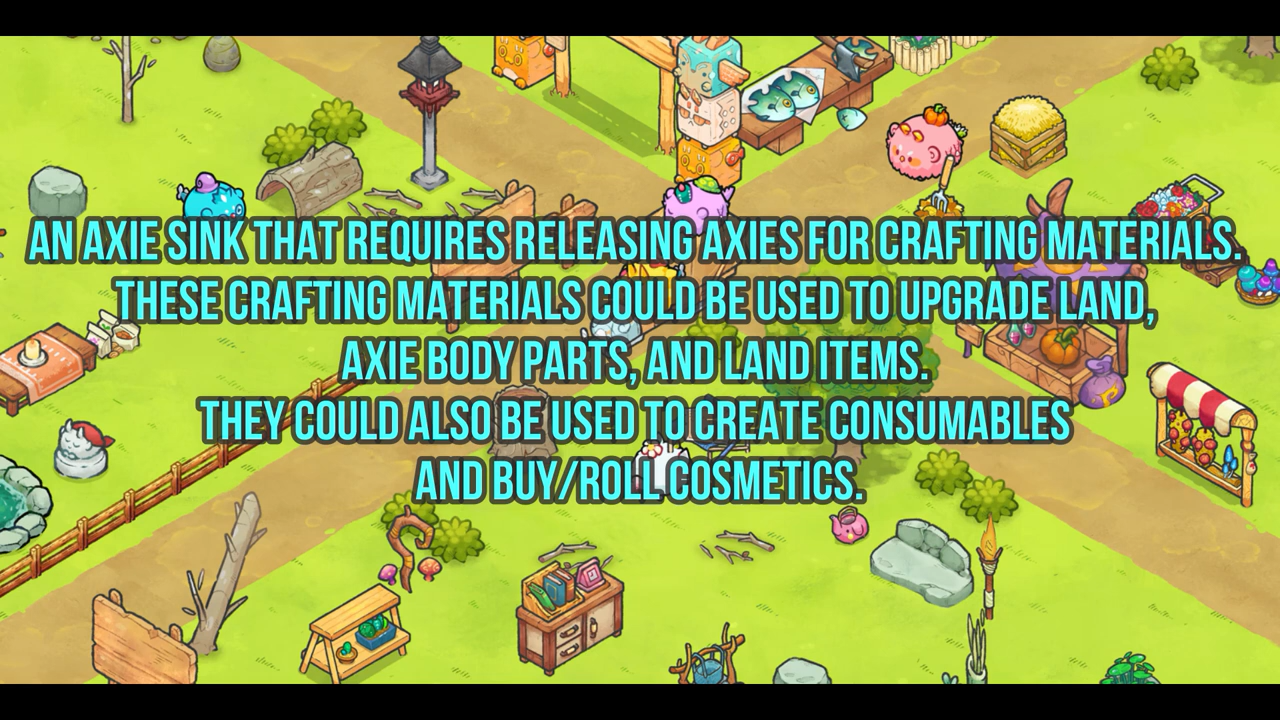 AN AXIE SINK THAT REQUIRES RELEASING AXIES FOR CRAFTING MATERIALS.
THESE CRAFTING MATERIALS COULD BE USED TO UPGRADE LAND,
AXIE BODY PARTS, AND LAND ITEMS.
THEY COULD ALSO BE USED TO CREATE CONSUMABLES
AND BUY/ROLL COSMETICS.